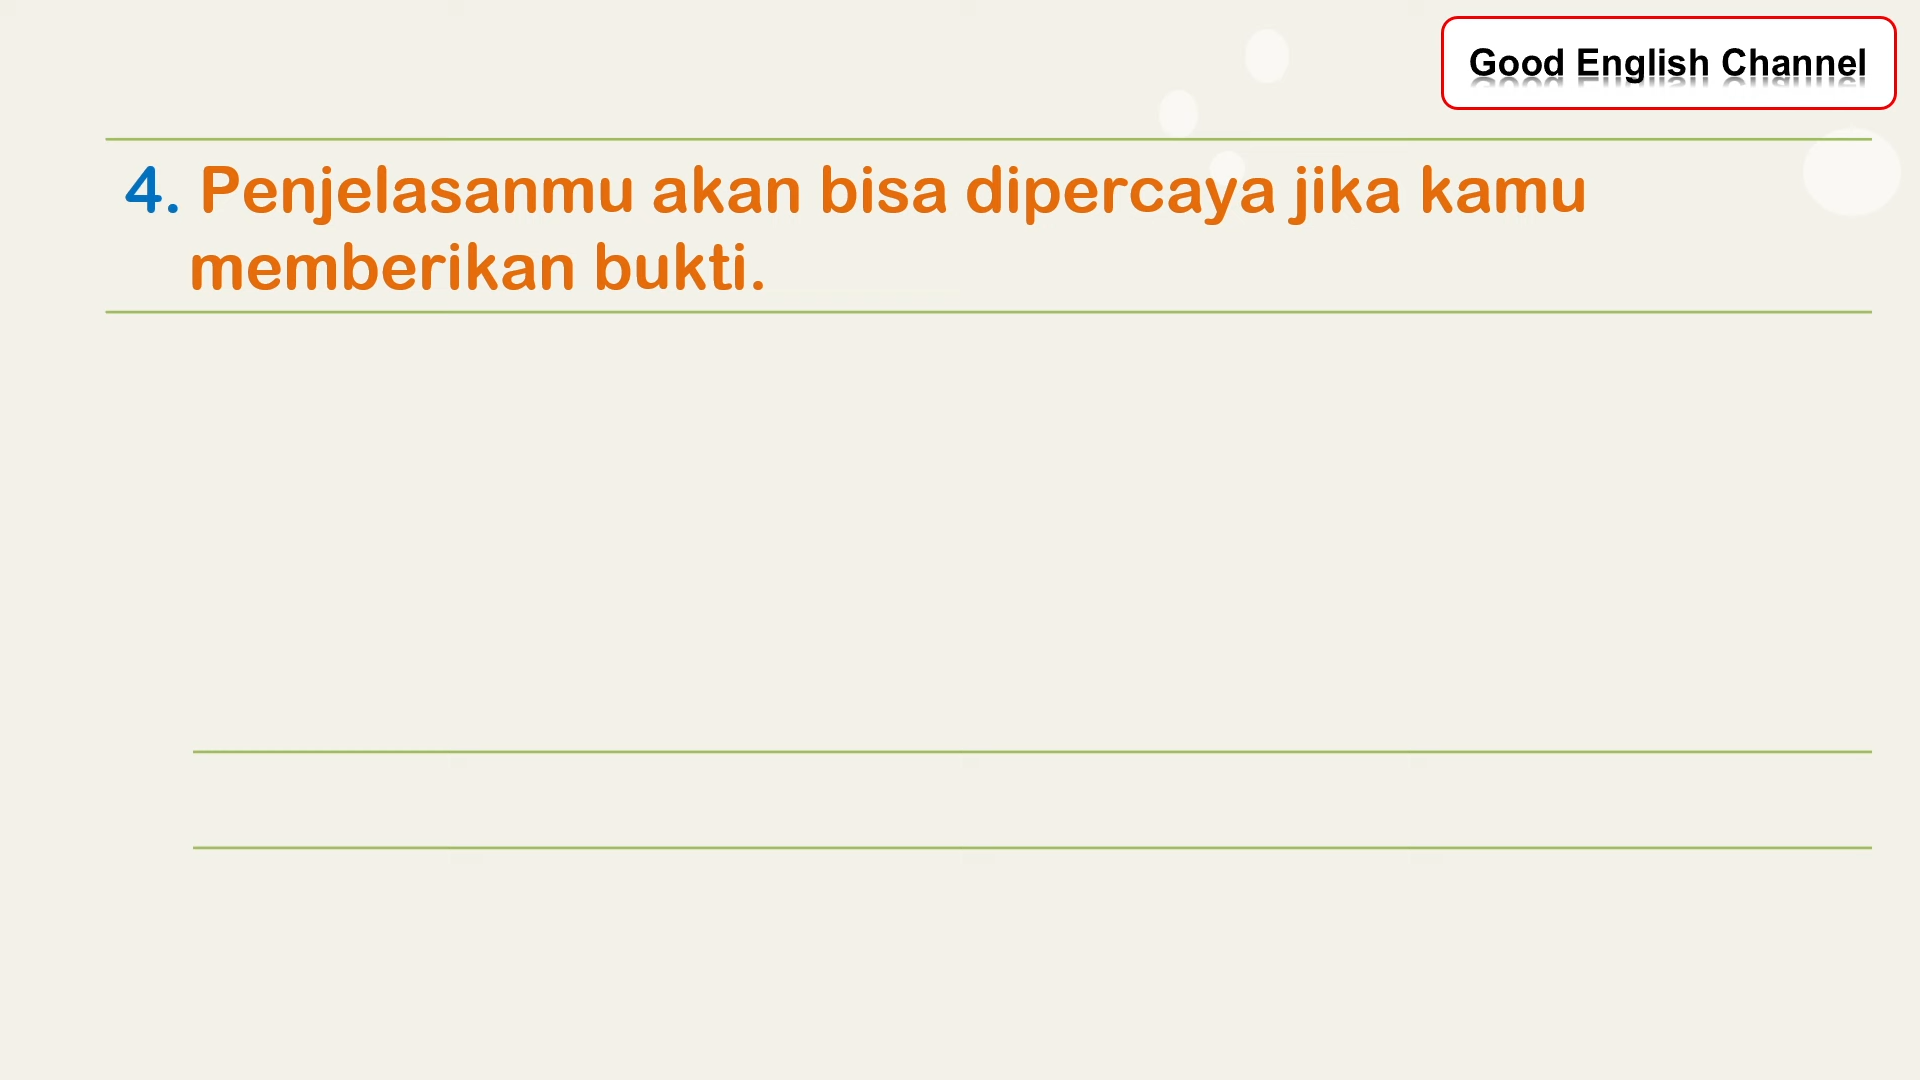 Good English Channel
4. Penjelasanmu akan bisa dipercaya jika kamu
memberikan bukti.